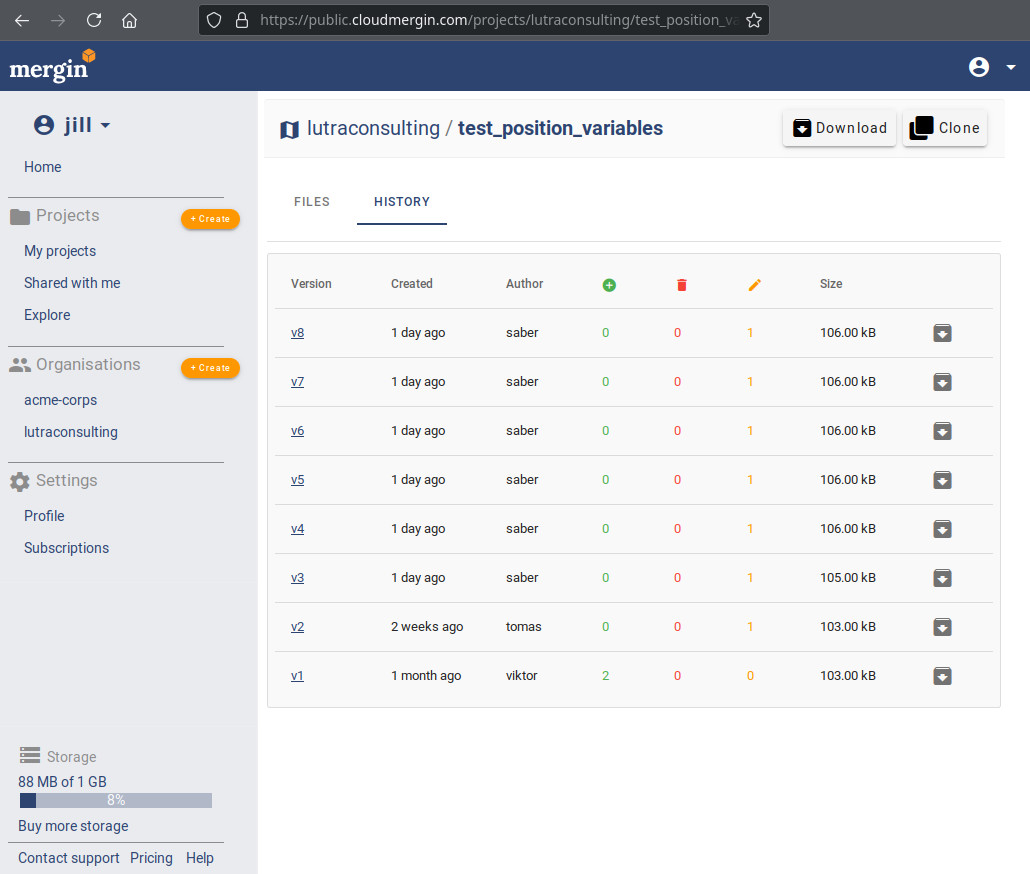 https://public.cloudmergin.com/projects/lutraconsulting/test_position_va
mergin
jill
Home
Projects
+ Create
My projects
Shared with me
Explore
Organisations
+ Create
acme-corps
lutraconsulting
Settings
Profile
Subscriptions
Storage
88 MB of 1 GB
8%
Buy more storage
Contact support Pricing Help
lutraconsulting / test_position_variables
Download
Clone
FILES HISTORY
Version Created Author Size
v8 1 day ago saber 0 0 1 106.00 kB
v7 1 day ago saber 0 0 1 106.00 kB
v6 1 day ago saber 0 0 1 106.00 kB
v5 1 day ago saber 0 0 1 106.00 kB
v4 1 day ago saber 0 0 1 106.00 kB
v3 1 day ago saber 0 0 1 105.00 kB
v2 2 weeks ago tomas 0 0 1 103.00 kB
v1 1 month ago viktor 2 0 0 103.00 kB